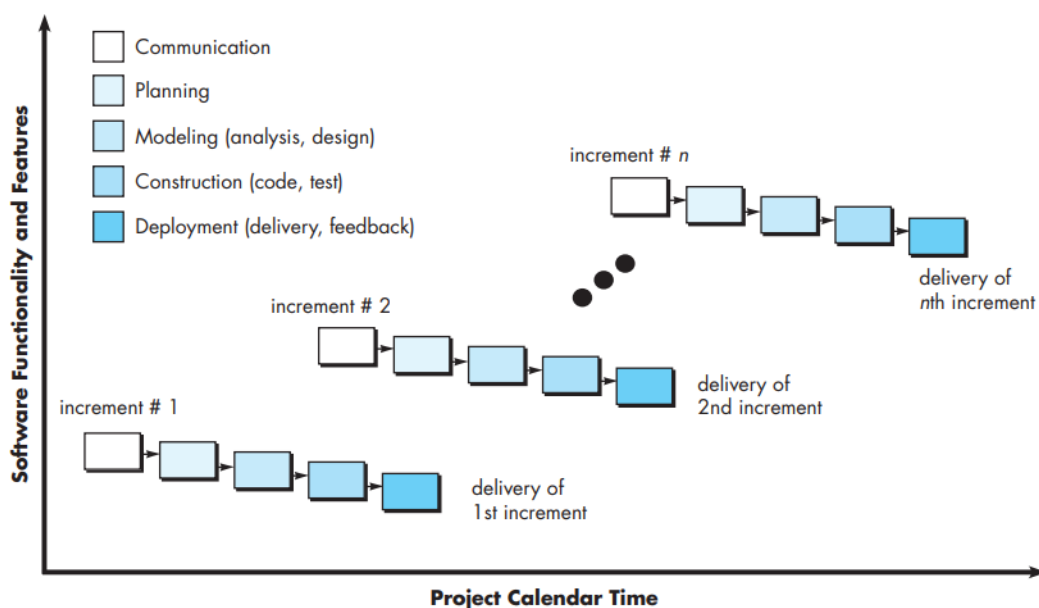 Communication
Planning
Modeling (analysis, design)
Construction (code, test)
Deployment (delivery, feedback)
Software Functionality and Features
increment # n
delivery of
nth increment
increment # 2
delivery of
2nd increment
increment # 1
delivery of
1st increment
Project Calendar Time